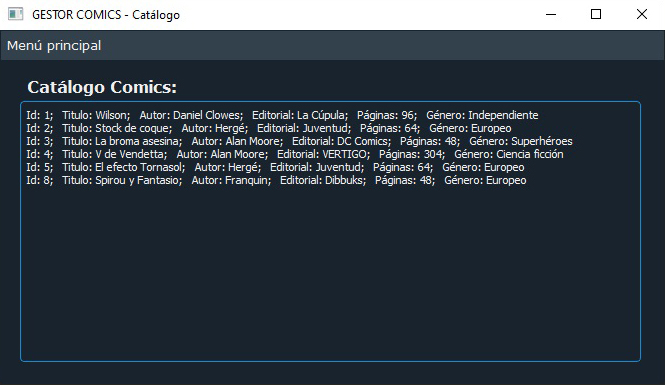 GESTOR COMICS - Catálogo
Menú principal
Catálogo Comics:
Id: 1; Titulo: Wilson; Autor: Daniel Clowes; Editorial: La Cúpula; Páginas: 96; Género: Independiente
Id: 2; Titulo: Stock de coque; Autor: Hergé; Editorial: Juventud; Páginas: 64; Género: Europeo
Id: 3; Titulo: La broma asesina; Autor: Alan Moore; Editorial: DC Comics; Páginas: 48; Género: Superhéroes
Id: 4; Titulo: V de Vendetta; Autor: Alan Moore; Editorial: VERTIGO; Páginas: 304; Género: Ciencia ficción
Id: 5; Titulo: El efecto Tornasol; Autor: Hergé; Editorial: Juventud; Páginas: 64; Género: Europeo
Id: 8; Titulo: Spirou y Fantasio; Autor: Franquin; Editorial: Dibbuks; Páginas: 48; Género: Europeo